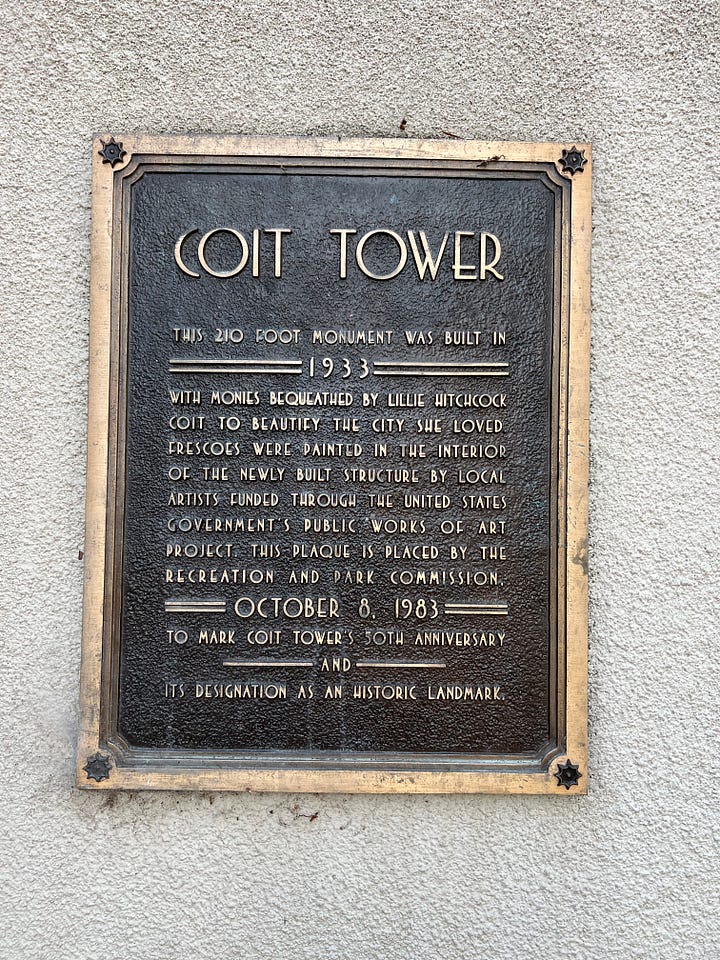 COIT TOWER
THIS 210 FOOT MONUMENT WAS BUILT IN
1933
WITH MONIES BEQUEATHED BY LILLIE HITCHCOCK
COIT TO BEAUTIFY THE CITY SHE LOVED.
FRESCOES WERE PAINTED IN THE INTERIOR
OF THE NEWLY BUILT STRUCTURE BY LOCAL
ARTISTS FUNDED THROUGH THE UNITED STATES
GOVERNMENT'S PUBLIC WORKS OF ART
PROJECT. THIS PLAQUE IS PLACED BY THE
RECREATION AND PARK COMMISSION,
OCTOBER 8, 1983
TO MARK COIT TOWER'S 50TH ANNIVERSARY
AND
ITS DESIGNATION AS AN HISTORIC LANDMARK.